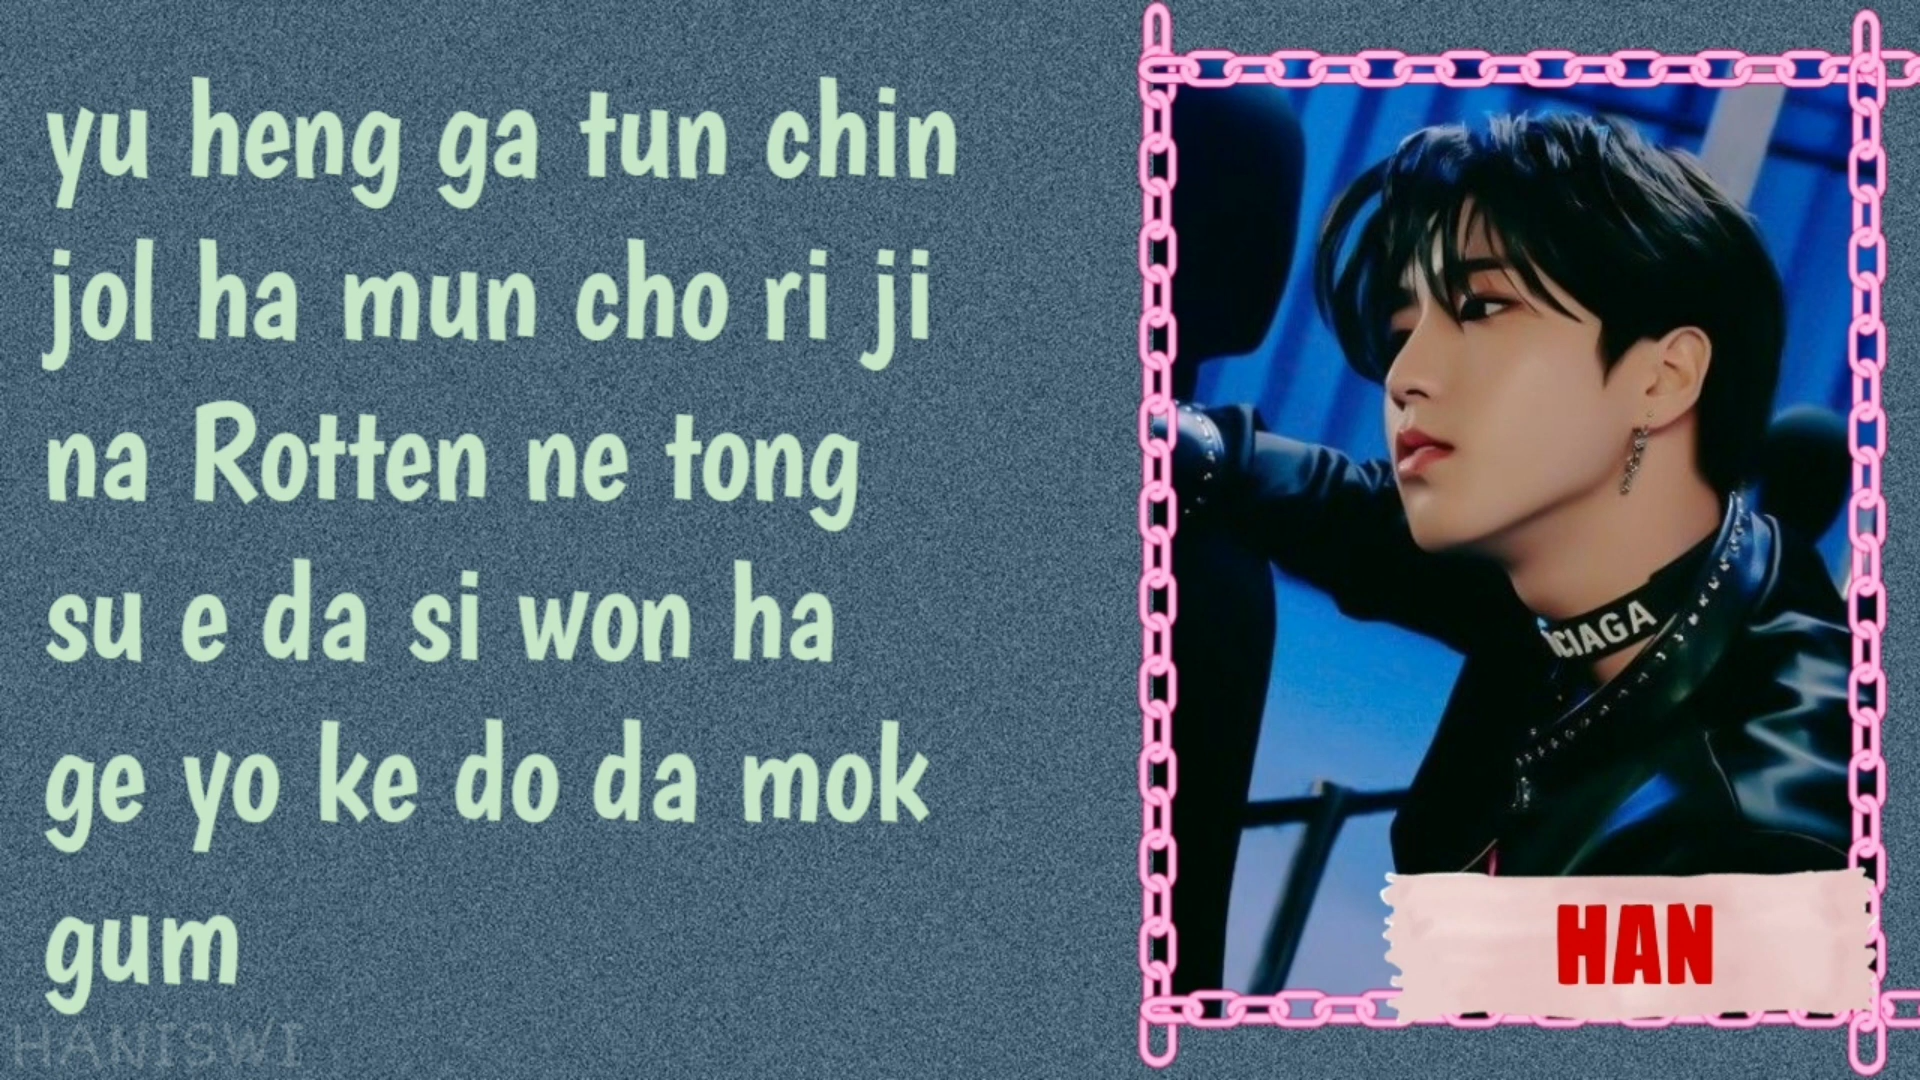 yu heng ga tun chin
jol ha mun cho ri ji
na Rotten ne tong
su e da si won ha
ge yo ke do da mok
gum
HANISWI
CIAGA
HAN